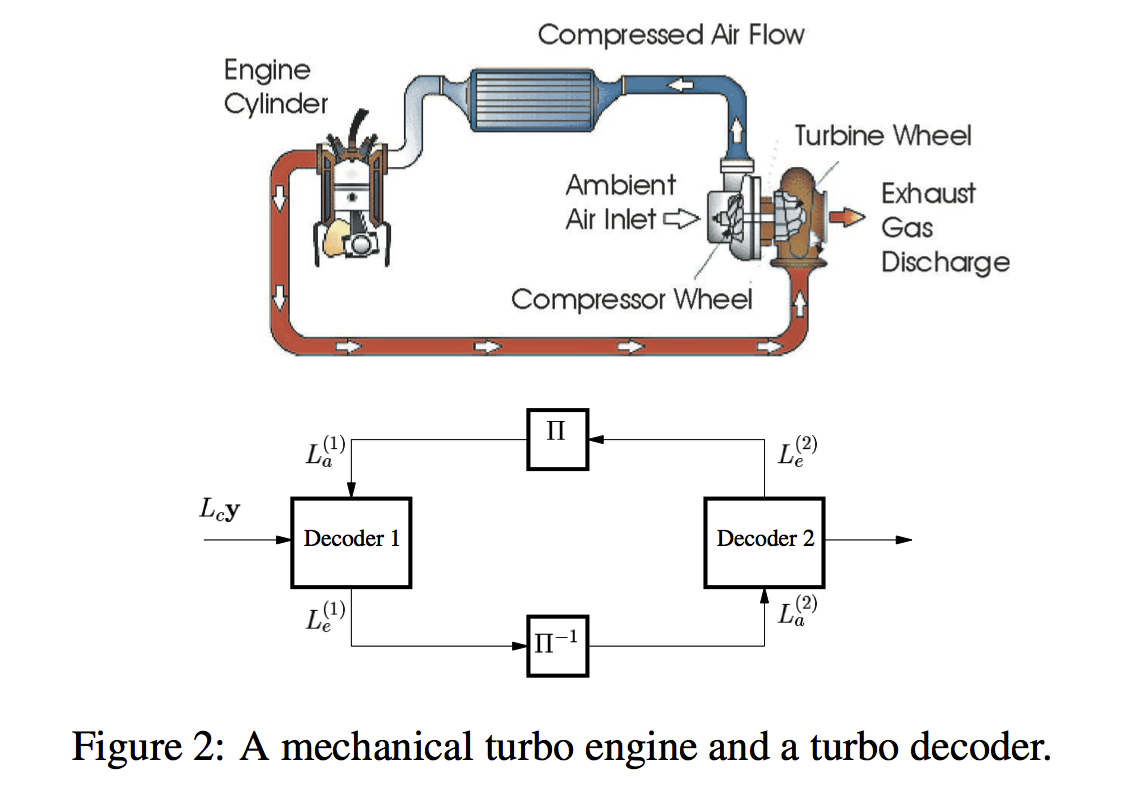 Compressed Air Flow
Engine
Cylinder
Turbine Wheel
Ambient
Air Inlet
Exhaust
Gas
Discharge
Compressor Wheel
Π
L_a^{(1)}
L_e^{(2)}
L_c𝐲
Decoder 1
Decoder 2
L_e^{(1)}
L_a^{(2)}
Π^{-1}
Figure 2: A mechanical turbo engine and a turbo decoder.